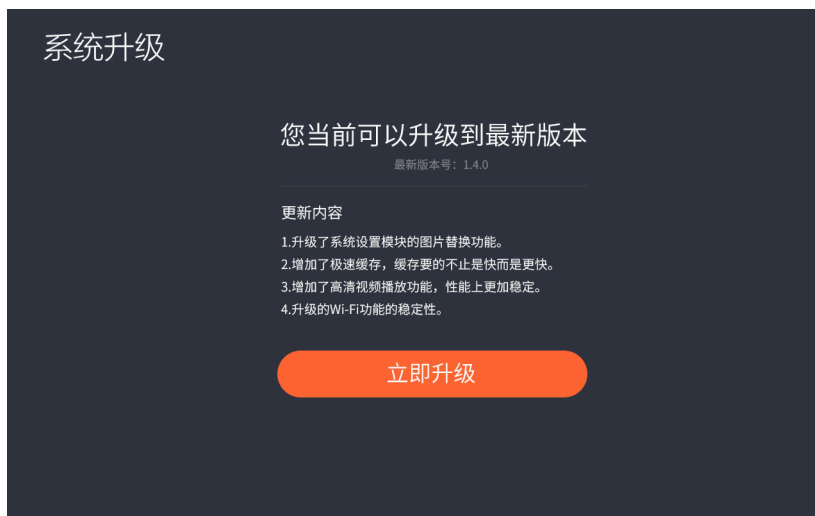 系统升级
您当前可以升级到最新版本
最新版本号：1.4.0
更新内容
1.升级了系统设置模块的图片替换功能。
2.增加了极速缓存，缓存要的不止是快而是更快。
3.增加了高清视频播放功能，性能上更加稳定。
4.升级的Wi-Fi功能的稳定性。
立即升级